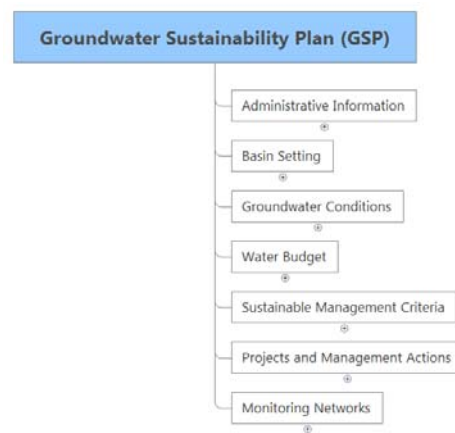 Groundwater Sustainability Plan (GSP)
Administrative Information
Basin Setting
Groundwater Conditions
Water Budget
Sustainable Management Criteria
Projects and Management Actions
Monitoring Networks